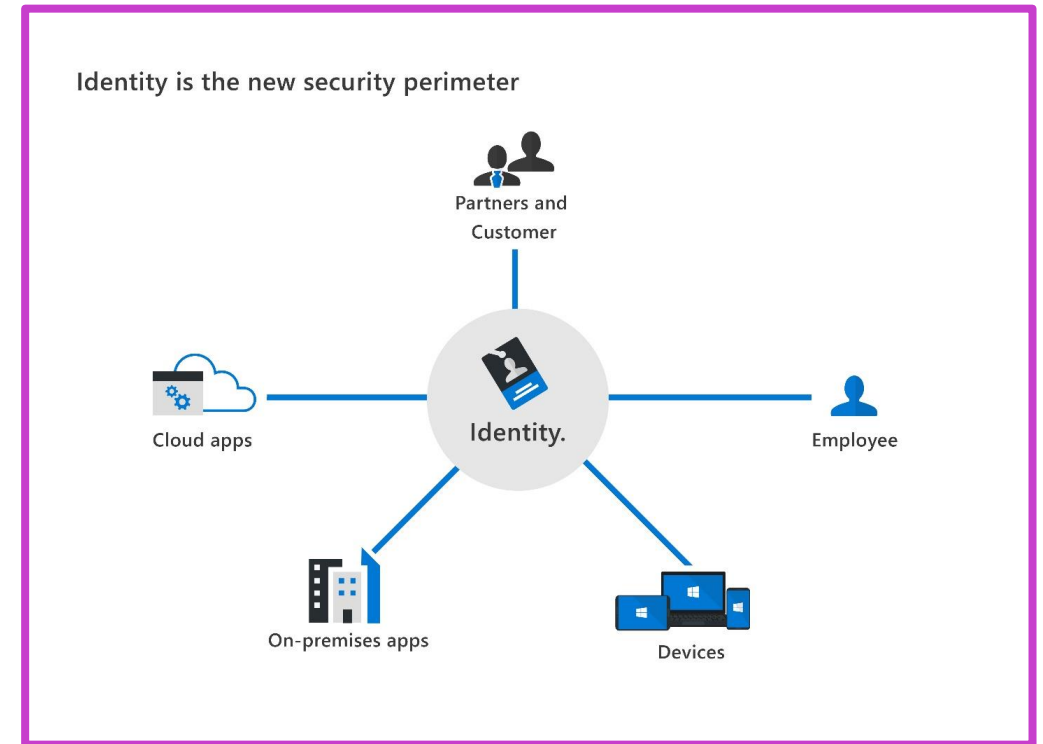 Identity is the new security perimeter
Partners and
Customer
Identity.
Cloud apps
Employee
On-premises apps
Devices